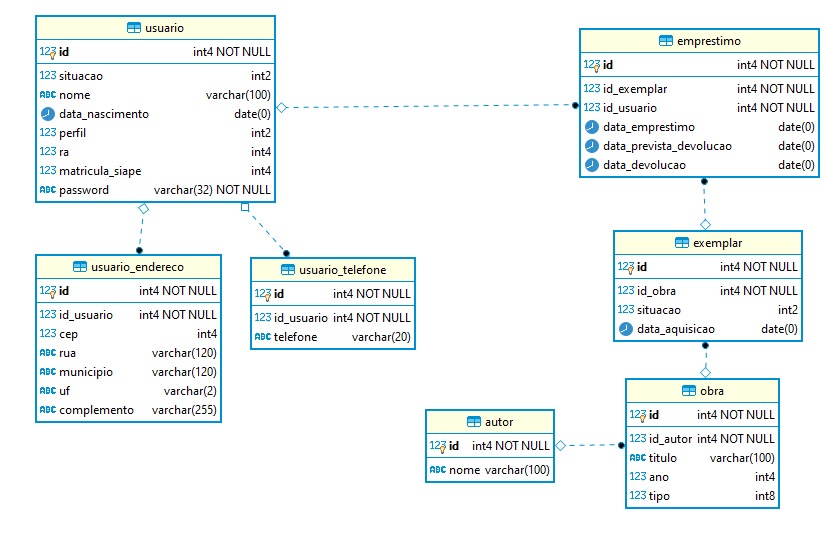 usuario
123 id int4 NOT NULL
123 situacao int2
ABC nome varchar(100)
data_nascimento date(0)
123 perfil int2
123 ra int4
123 matricula_siape int4
ABC password varchar(32) NOT NULL
emprestimo
123 id int4 NOT NULL
123 id_exemplar int4 NOT NULL
123 id_usuario int4 NOT NULL
data_emprestimo date(0)
data_prevista_devolucao date(0)
data_devolucao date(0)
usuario_endereco
123 id int4 NOT NULL
123 id_usuario int4 NOT NULL
123 cep int4
ABC rua varchar(120)
ABC municipio varchar(120)
ABC uf varchar(2)
ABC complemento varchar(255)
usuario_telefone
123 id int4 NOT NULL
123 id_usuario int4 NOT NULL
ABC telefone varchar(20)
exemplar
123 id int4 NOT NULL
123 id_obra int4 NOT NULL
123 situacao int2
data_aquisicao date(0)
autor
123 id int4 NOT NULL
ABC nome varchar(100)
obra
123 id int4 NOT NULL
123 id_autor int4 NOT NULL
ABC titulo varchar(100)
123 ano int4
123 tipo int8